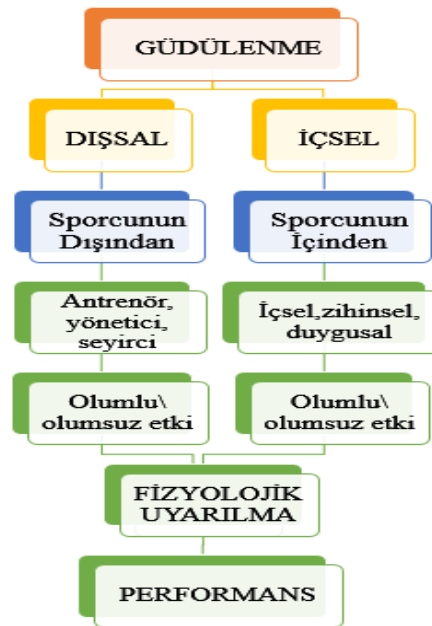 GÜDÜLENME
DIŞSAL
İÇSEL
Sporcunun
Dışından
Sporcunun
İçinden
Antrenör,
yönetici,
seyirci
İçsel,zihinsel,
duygusal
Olumlu\
olumsuz etki
Olumlu\
olumsuz etki
FİZYOLOJİK
UYARILMA
PERFORMANS